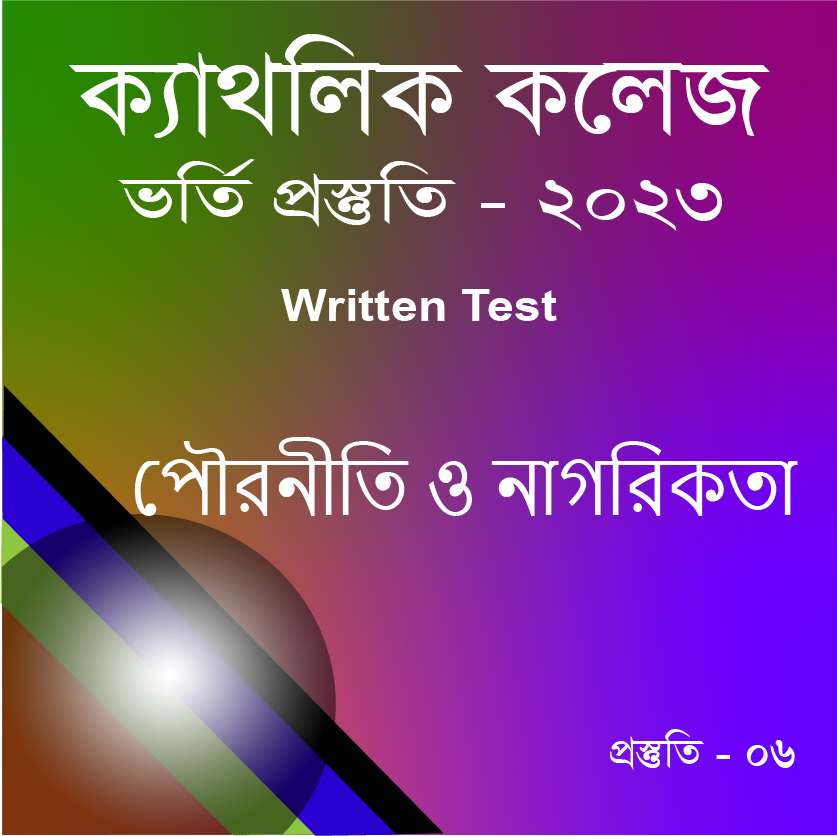 ক্যাথলিক কলেজ
ভর্তি প্রস্তুতি - ২০২৩
Written Test
পৌরনীতি ও নাগরিকতা
প্রস্তুতি - ০৬